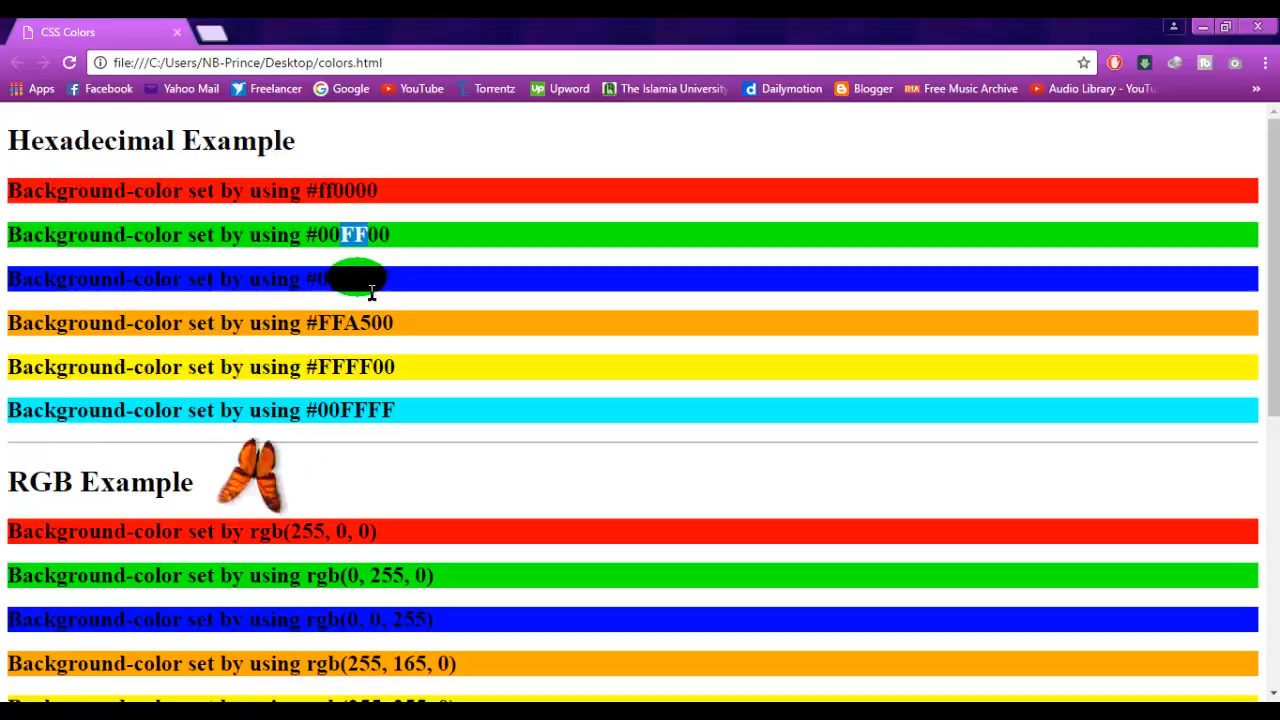 CSS Colors
file:///C:/Users/NB-Prince/Desktop/colors.html
Apps Facebook Yahoo Mail Freelancer Google YouTube Torrentz Upword The Islamia University Dailymotion Blogger Free Music Archive Audio Library - YouTu
Hexadecimal Example
Background-color set by using #ff0000
Background-color set by using #00FF00
Background-color set by using #0
Background-color set by using #FFA500
Background-color set by using #FFFF00
Background-color set by using #00FFFF
RGB Example
Background-color set by rgb(255, 0, 0)
Background-color set by using rgb(0, 255, 0)
Background-color set by using rgb(0, 0, 255)
Background-color set by using rgb(255, 165, 0)